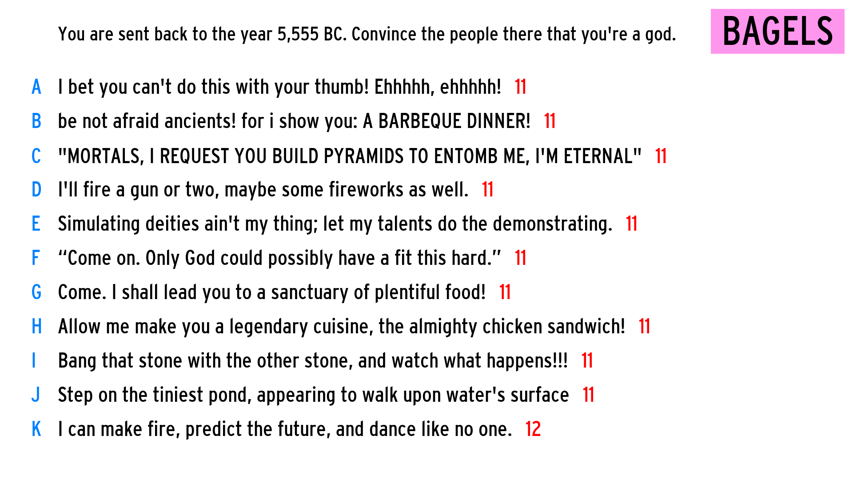 You are sent back to the year 5,555 BC. Convince the people there that you're a god. BAGELS
A I bet you can't do this with your thumb! Ehhhhh, ehhhhh! 11
B be not afraid ancients! for i show you: A BARBEQUE DINNER! 11
C "MORTALS, I REQUEST YOU BUILD PYRAMIDS TO ENTOMB ME, I'M ETERNAL" 11
D I'll fire a gun or two, maybe some fireworks as well. 11
E Simulating deities ain't my thing; let my talents do the demonstrating. 11
F “Come on. Only God could possibly have a fit this hard.” 11
G Come. I shall lead you to a sanctuary of plentiful food! 11
H Allow me make you a legendary cuisine, the almighty chicken sandwich! 11
I Bang that stone with the other stone, and watch what happens!!! 11
J Step on the tiniest pond, appearing to walk upon water's surface 11
K I can make fire, predict the future, and dance like no one. 12